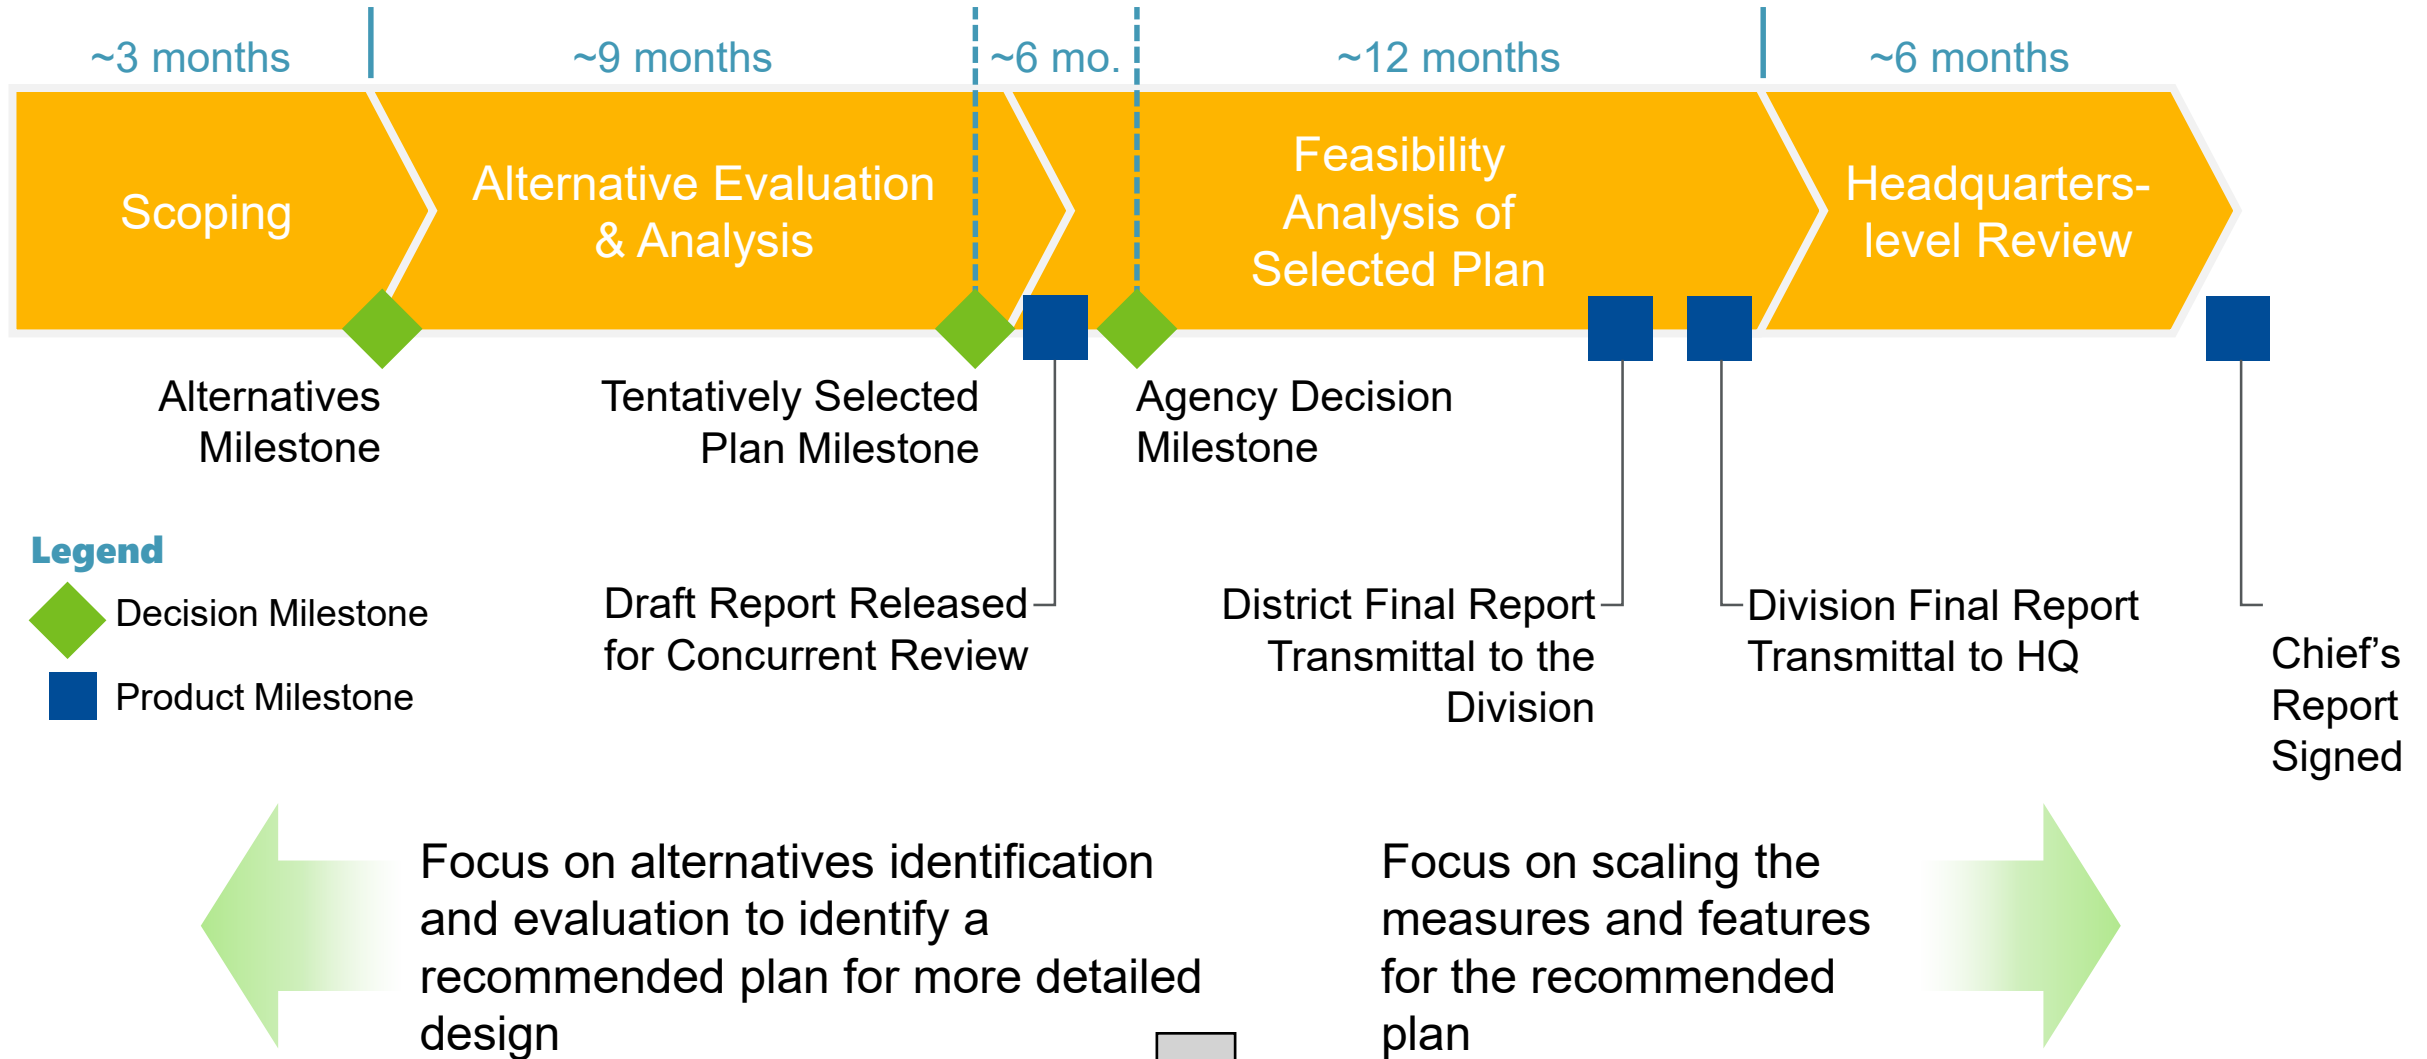 ~3 months
~9 months
~6 mo.
~12 months
~6 months
Scoping
Alternative Evaluation
& Analysis
Feasibility
Analysis of
Selected Plan
Headquarters-
level Review
Alternatives
Milestone
Tentatively Selected
Plan Milestone
Agency Decision
Milestone
Legend
Decision Milestone
Product Milestone
Draft Report Released
for Concurrent Review
District Final Report
Transmittal to the
Division
Division Final Report
Transmittal to HQ
Chief’s
Report
Signed
Focus on alternatives identification
and evaluation to identify a
recommended plan for more detailed
design
Focus on scaling the
measures and features
for the recommended
plan